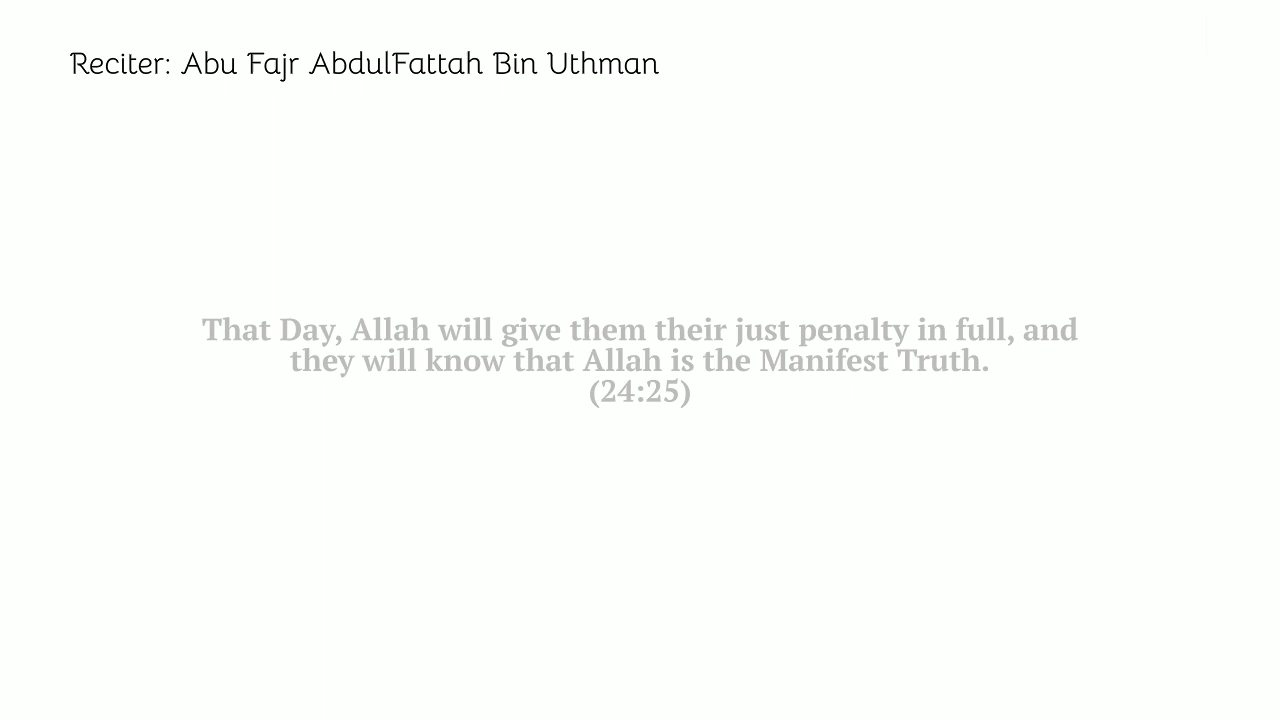 Reciter: Abu Fajr AbdulFattah Bin Uthman
That Day, Allah will give them their just penalty in full, and
they will know that Allah is the Manifest Truth.
(24:25)